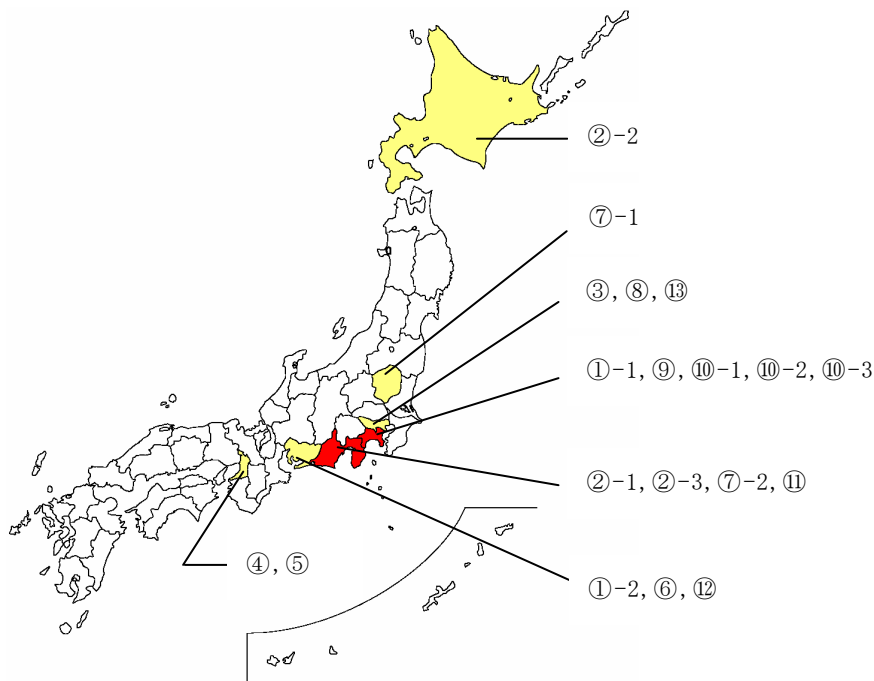 ②-2
⑦-1
③, ⑧, ⑬
①-1, ⑨, ⑩-1, ⑩-2, ⑩-3
②-1, ②-3, ⑦-2, ⑪
④, ⑤
①-2, ⑥, ⑫